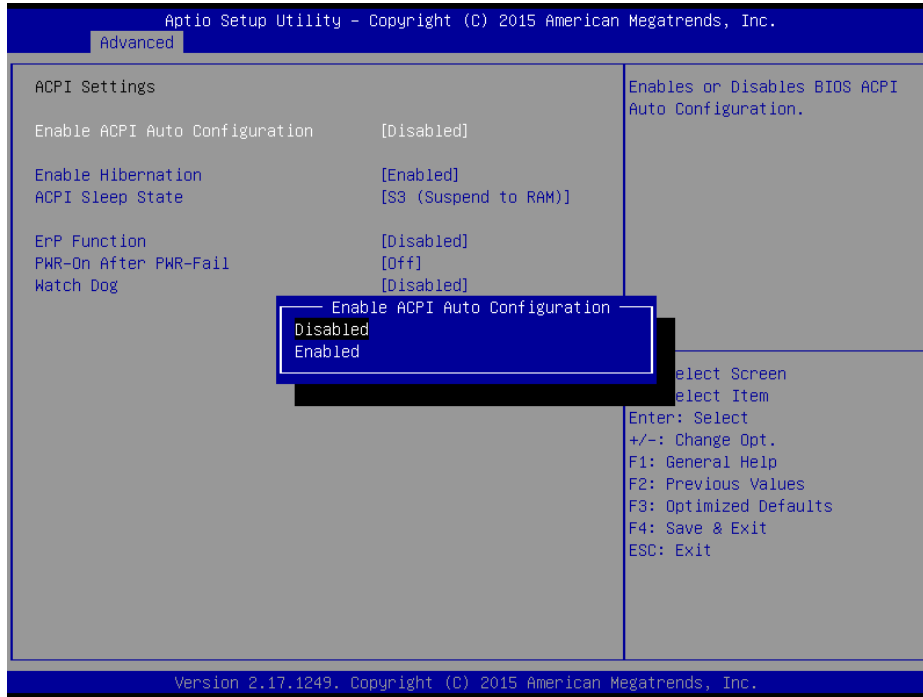 Aptio Setup Utility – Copyright (C) 2015 American Megatrends, Inc.
Advanced
ACPI Settings
Enable ACPI Auto Configuration [Disabled]
Enable Hibernation [Enabled]
ACPI Sleep State [S3 (Suspend to RAM)]
ErP Function [Disabled]
PWR-On After PWR-Fail [Off]
Watch Dog [Disabled]
Enable ACPI Auto Configuration
Disabled
Enabled
Enables or Disables BIOS ACPI
Auto Configuration.
elect Screen
elect Item
Enter: Select
+/-: Change Opt.
F1: General Help
F2: Previous Values
F3: Optimized Defaults
F4: Save & Exit
ESC: Exit
Version 2.17.1249. Copyright (C) 2015 American Megatrends, Inc.